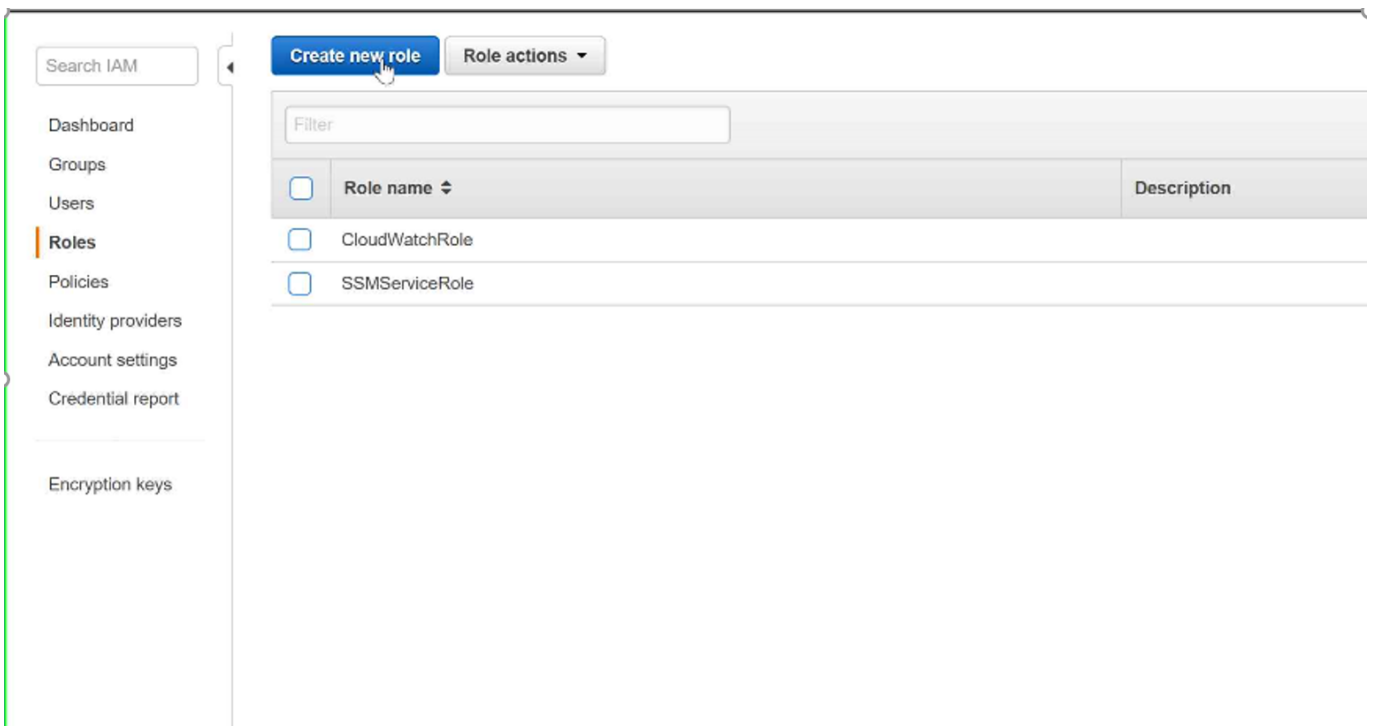 Search IAM
Dashboard
Groups
Users
Roles
Policies
Identity providers
Account settings
Credential report
Encryption keys
Create new role
Role actions
Filter
Role name
Description
CloudWatchRole
SSMServiceRole